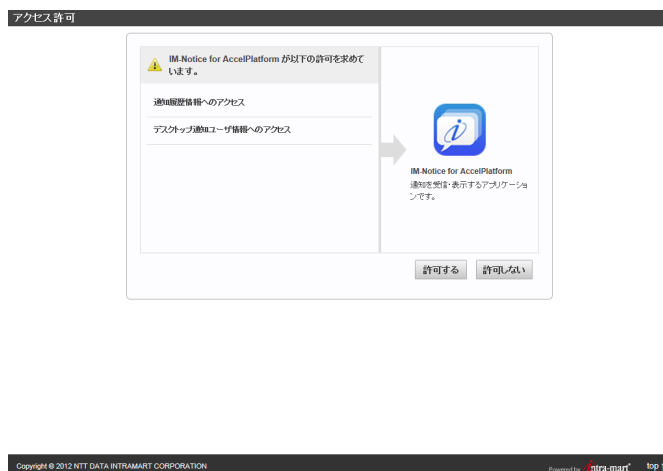 アクセス許可
IM-Notice for AccelPlatform が以下の許可を求めて
います。
通知履歴情報へのアクセス
デスクトップ通知ユーザ情報へのアクセス
IM-Notice for AccelPlatform
通知を受信・表示するアプリケーショ
ンです。
許可する 許可しない
Copyright © 2012 NTT DATA INTRAMART CORPORATION
Powered by intra-mart top